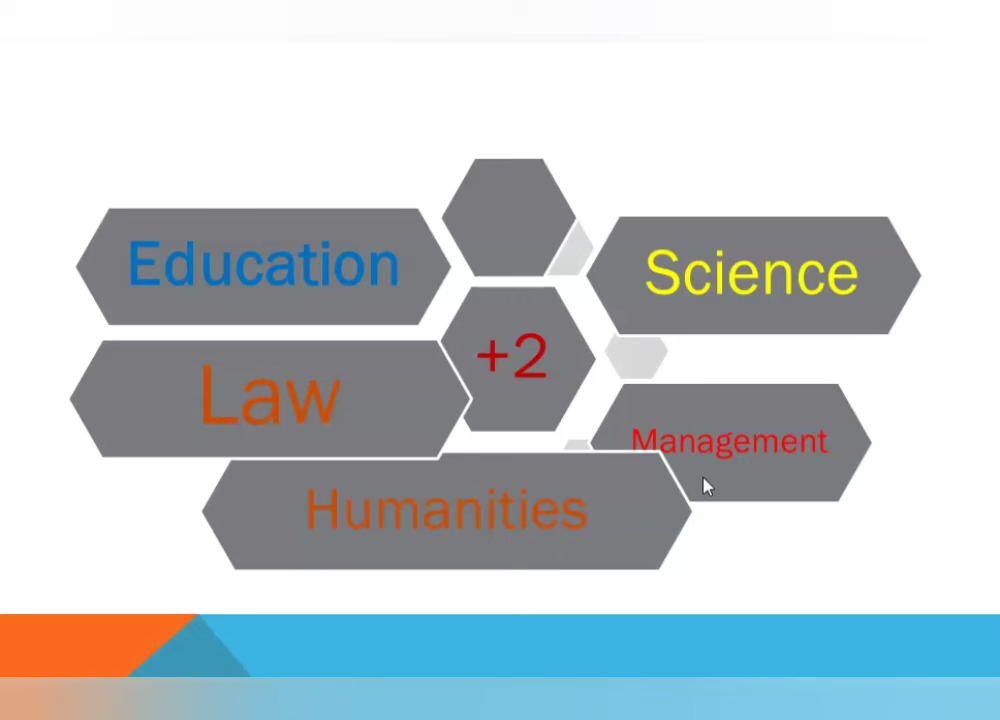 Education
Science
+2
Law
Management
Humanities